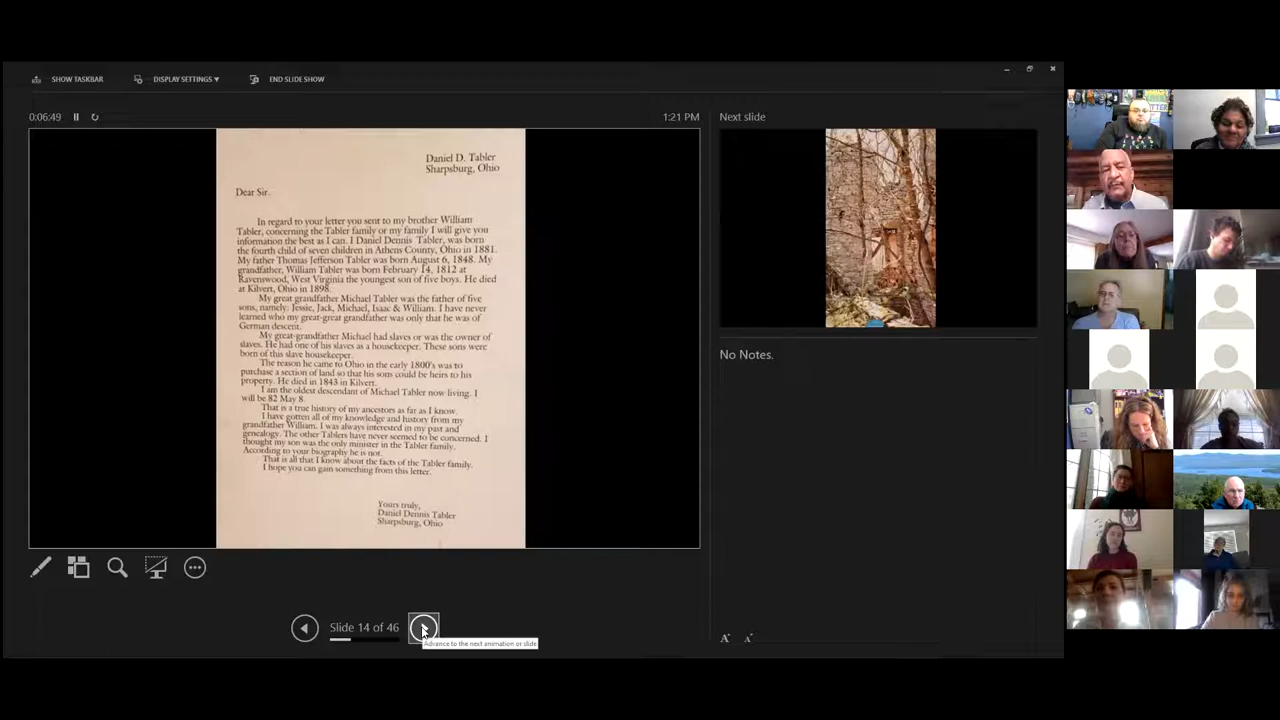 SHOW TASKBAR
DISPLAY SETTINGS ▾
END SLIDE SHOW
0:06:49
1:21 PM
Next slide
Daniel D. Tabler
Sharpsburg, Ohio
Dear Sir.
In regard to your letter you sent to my brother William
Tabler, concerning the Tabler family or my family I will give you
information the best as I can. I Daniel Dennis Tabler, was born
the fourth child of seven children in Athens County, Ohio in 1881.
My father Thomas Jefferson Tabler was born August 6, 1848. My
grandfather, William Tabler was born February 14, 1812 at
Ravenswood, West Virginia the youngest son of five boys. He died
at Kilvert, Ohio in 1898.
My great grandfather Michael Tabler was the father of five
sons, namely: Jessie, Jack, Michael, Isaac & William. I have never
learned who my great-great grandfather was only that he was of
German descent.
My great-grandfather Michael had slaves or was the owner of
slaves. He had one of his slaves as a housekeeper. These sons were
born of this slave housekeeper.
The reason he came to Ohio in the early 1800's was to
purchase a section of land so that his sons could be heirs to his
property. He died in 1843 in Kilvert.
I am the oldest descendant of Michael Tabler now living. I
will be 82 May 8.
That is a true history of my ancestors as far as I know.
I have gotten all of my knowledge and history from my
grandfather William. I was always interested in my past and
genealogy. The other Tablers have never seemed to be concerned. I
thought my son was the only minister in the Tabler family.
According to your biography he is not.
That is all that I know about the facts of the Tabler family.
I hope you can gain something from this letter.
Yours truly,
Daniel Dennis Tabler
Sharpsburg, Ohio
No Notes.
Slide 14 of 46
Advance to the next animation or slide